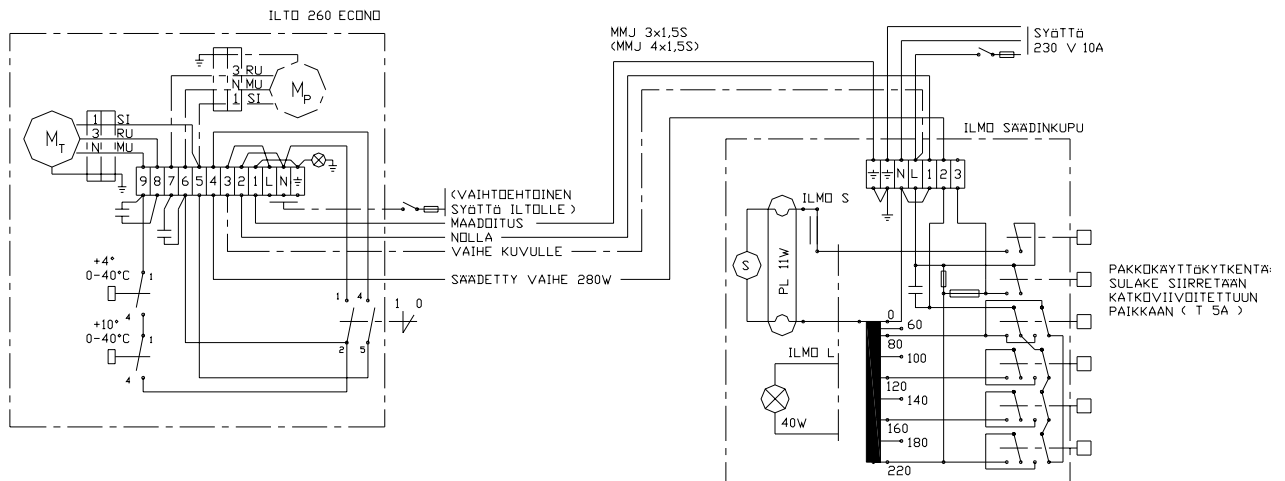 ILTO 260 ECONO
MMJ 3x1,5S
(MMJ 4x1,5S)
SYöTTö
230 V 10A
3 RU
N MU
1 SI
MP
1 SI
3 RU
N MU
MT
ILMO SÄÄDINKUPU
9 8 7 6 5 4 3 2 1 L N
N L 1 2 3
(VAIHTOEHTOINEN
SYöTTö ILTOLLE)
MAADOITUS
NOLLA
VAIHE KUVULLE
SÄÄDETTY VAIHE 280W
ILMO S
S
PL 11W
+4°
0-40°C
1
4
+10°
0-40°C
1
4
1 4
1 0
2 5
PAKKOKÄYTTöKYTKENTÄ:
SULAKE SIIRRETÄÄN
KATKOVIIVOITETTUUN
PAIKKAAN ( T 5A )
0
60
80
100
120
140
160
180
220
ILMO L
40W